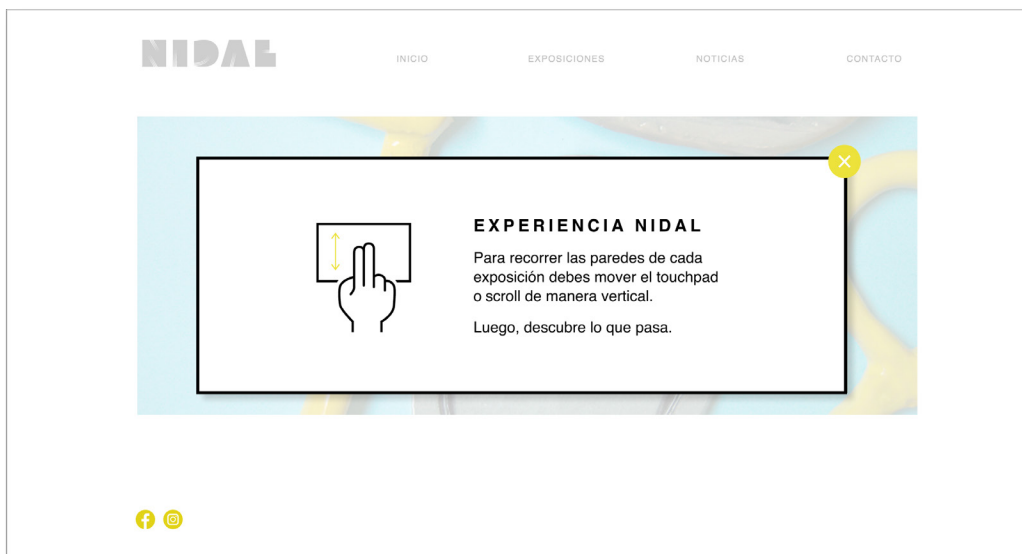 NIDAL
INICIO
EXPOSICIONES
NOTICIAS
CONTACTO
EXPERIENCIA NIDAL
Para recorrer las paredes de cada
exposición debes mover el touchpad
o scroll de manera vertical.
Luego, descubre lo que pasa.